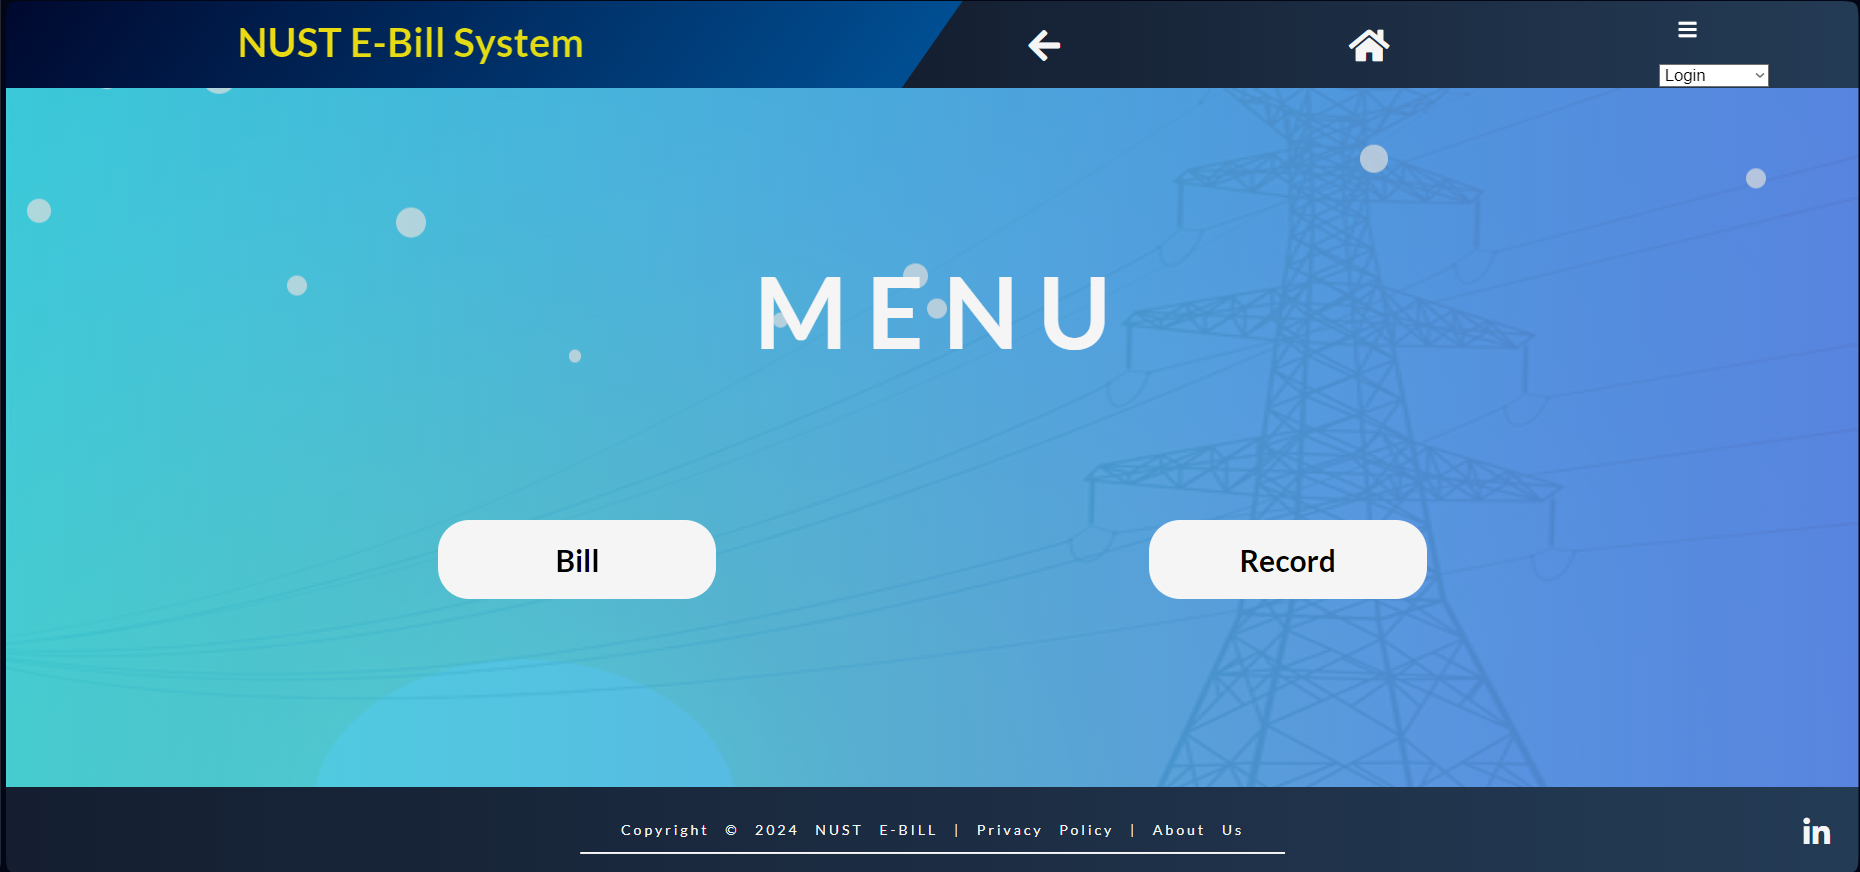 NUST E-Bill System
Login
MENU
Bill
Record
Copyright © 2024 NUST E-BILL | Privacy Policy | About Us
in